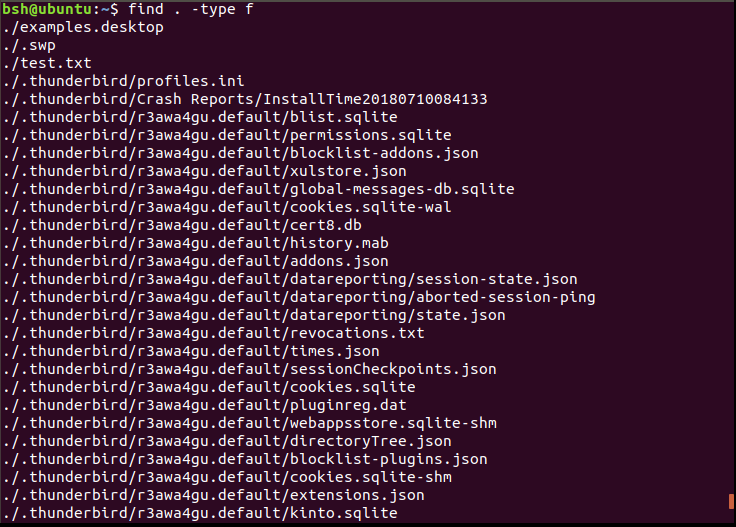 bsh@ubuntu:~$ find . -type f
./examples.desktop
./.swp
./test.txt
./.thunderbird/profiles.ini
./.thunderbird/Crash Reports/InstallTime20180710084133
./.thunderbird/r3awa4gu.default/blist.sqlite
./.thunderbird/r3awa4gu.default/permissions.sqlite
./.thunderbird/r3awa4gu.default/blocklist-addons.json
./.thunderbird/r3awa4gu.default/xulstore.json
./.thunderbird/r3awa4gu.default/global-messages-db.sqlite
./.thunderbird/r3awa4gu.default/cookies.sqlite-wal
./.thunderbird/r3awa4gu.default/cert8.db
./.thunderbird/r3awa4gu.default/history.mab
./.thunderbird/r3awa4gu.default/addons.json
./.thunderbird/r3awa4gu.default/datareporting/session-state.json
./.thunderbird/r3awa4gu.default/datareporting/aborted-session-ping
./.thunderbird/r3awa4gu.default/datareporting/state.json
./.thunderbird/r3awa4gu.default/revocations.txt
./.thunderbird/r3awa4gu.default/times.json
./.thunderbird/r3awa4gu.default/sessionCheckpoints.json
./.thunderbird/r3awa4gu.default/cookies.sqlite
./.thunderbird/r3awa4gu.default/pluginreg.dat
./.thunderbird/r3awa4gu.default/webappsstore.sqlite-shm
./.thunderbird/r3awa4gu.default/directoryTree.json
./.thunderbird/r3awa4gu.default/blocklist-plugins.json
./.thunderbird/r3awa4gu.default/cookies.sqlite-shm
./.thunderbird/r3awa4gu.default/extensions.json
./.thunderbird/r3awa4gu.default/kinto.sqlite